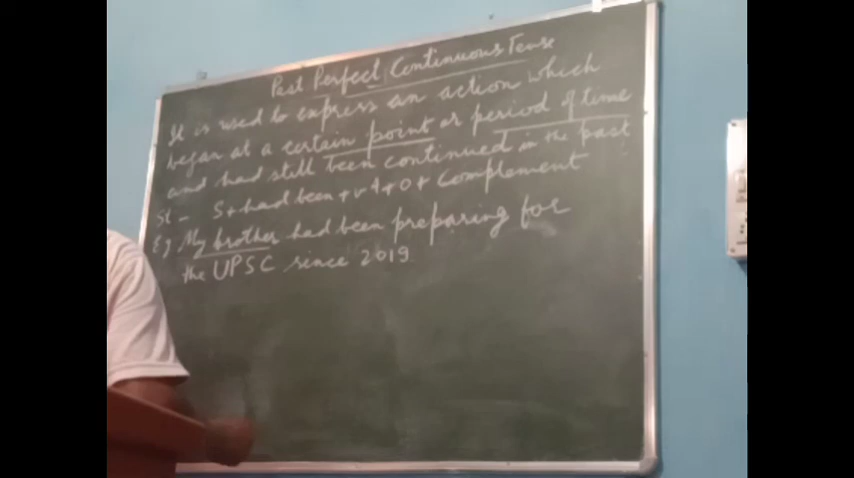 Past Perfect Continuous Tense
It is used to express an action which
began at a certain point or period of time
and had still been continued in the past
St - S + had been + v4 + O + Complement
Eg My brother had been preparing for
the UPSC since 2019